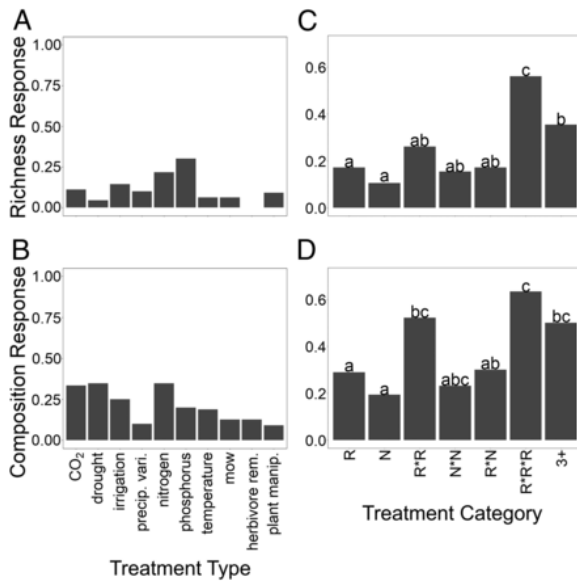 A
Richness Response
1.00
0.75
0.50
0.25
0.00
C
0.6
0.4
0.2
0.0
a
a
ab
ab
ab
c
b
B
Composition Response
1.00
0.75
0.50
0.25
0.00
CO₂
drought
irrigation
precip. vari.
nitrogen
phosphorus
temperature
mow
herbivore rem.
plant manip.
Treatment Type
D
0.6
0.4
0.2
0.0
a
a
bc
abc
ab
c
bc
R
N
R*R
N*N
R*N
R*R*R
3+
Treatment Category